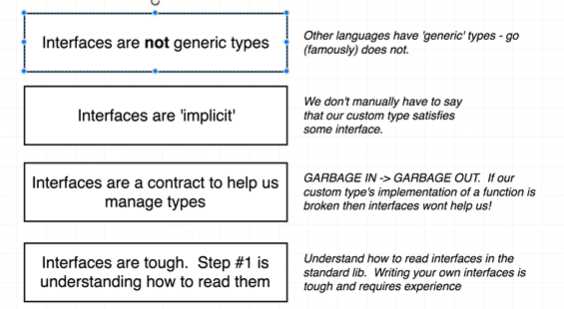 Interfaces are not generic types
Other languages have 'generic' types - go
(famously) does not.
Interfaces are 'implicit'
We don't manually have to say
that our custom type satisfies
some interface.
Interfaces are a contract to help us
manage types
GARBAGE IN -> GARBAGE OUT.  If our
custom type's implementation of a function is
broken then interfaces wont help us!
Interfaces are tough.  Step #1 is
understanding how to read them
Understand how to read interfaces in the
standard lib.  Writing your own interfaces is
tough and requires experience